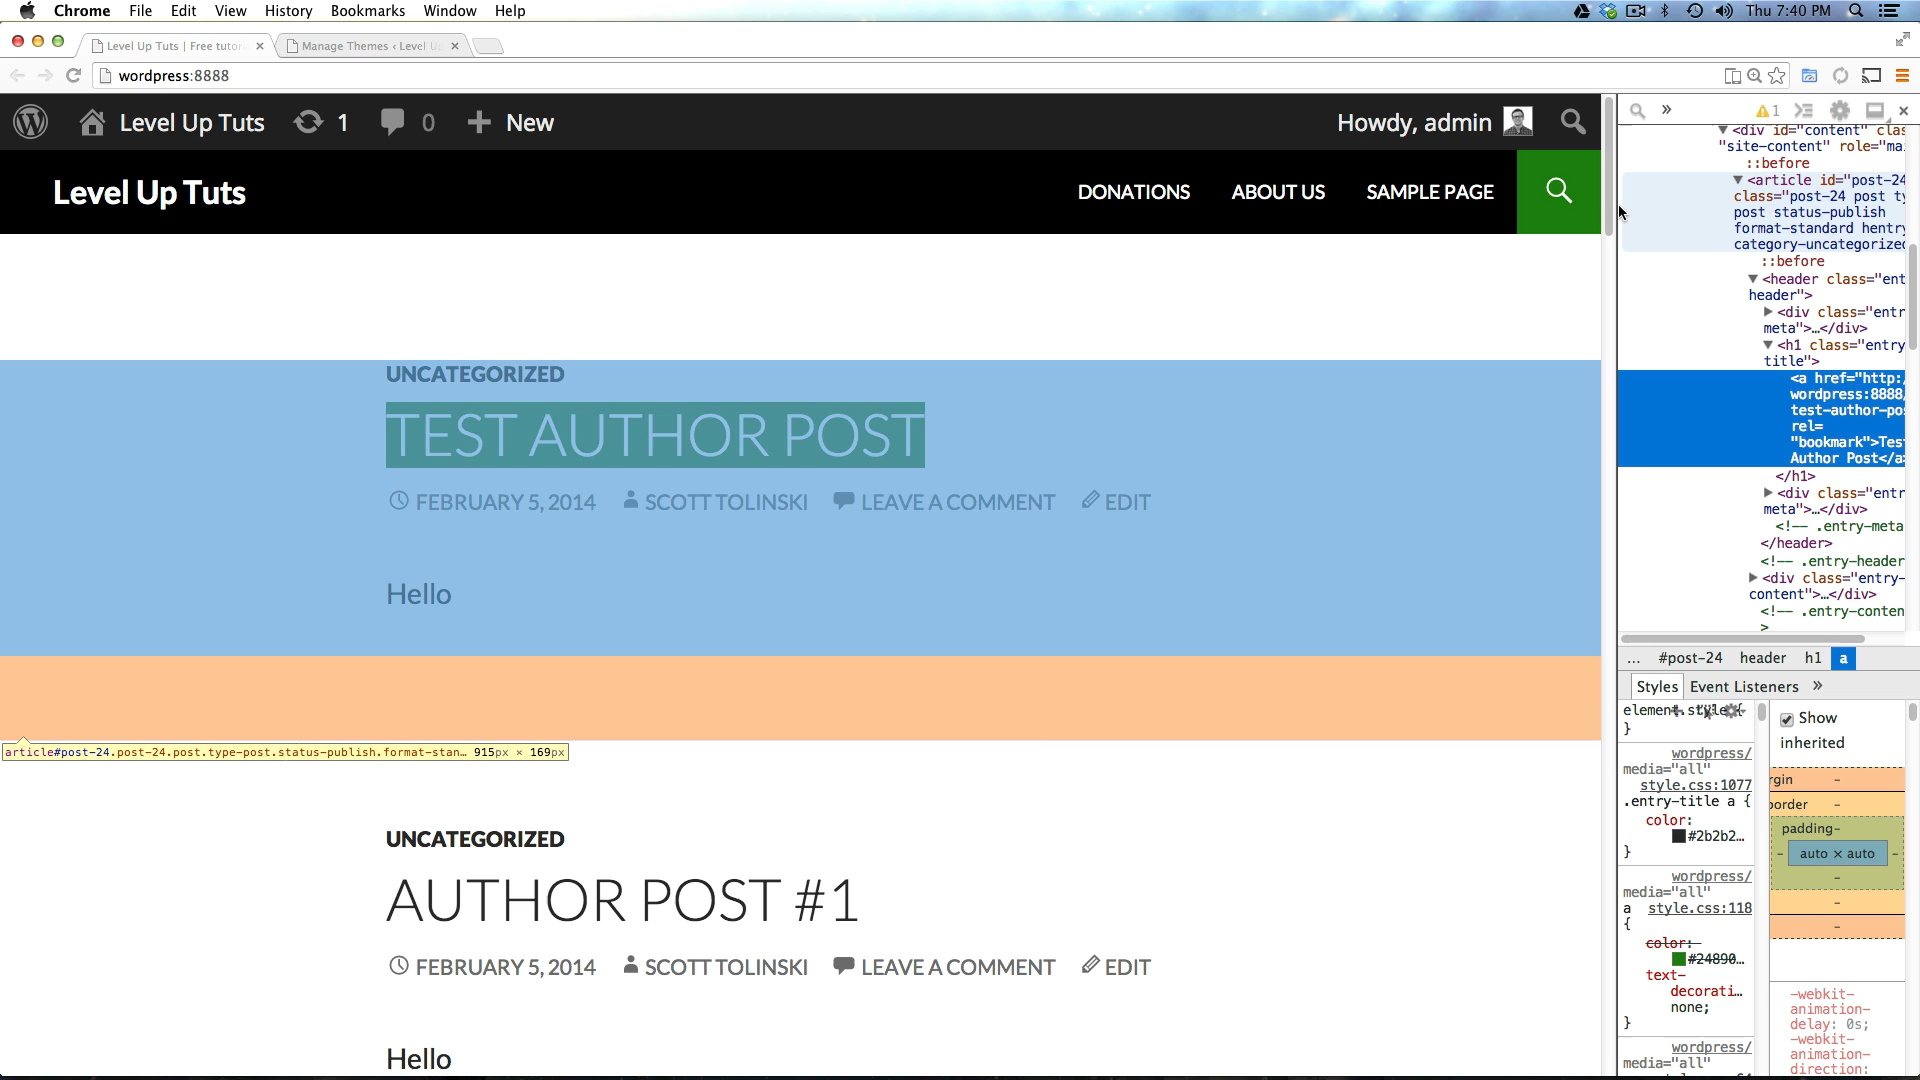 Chrome File Edit View History Bookmarks Window Help Thu 7:40 PM
Level Up Tuts | Free tutori Manage Themes ‹ Level U
wordpress:8888
Level Up Tuts 1 0 New Howdy, admin
Level Up Tuts DONATIONS ABOUT US SAMPLE PAGE
UNCATEGORIZED
TEST AUTHOR POST
FEBRUARY 5, 2014 SCOTT TOLINSKI LEAVE A COMMENT EDIT
Hello
article#post-24.post-24.post.type-post.status-publish.format-stan… 915px × 169px
UNCATEGORIZED
AUTHOR POST #1
FEBRUARY 5, 2014 SCOTT TOLINSKI LEAVE A COMMENT EDIT
Hello
» 1
<div id="content" clas
"site-content" role="ma
::before
<article id="post-24
class="post-24 post ty
post status-publish
format-standard hentry
category-uncategorized
::before
<header class="ent
header">
<div class="entr
meta">…</div>
<h1 class="entry
title">
<a href="http:/
wordpress:8888/
test-author-pos
rel=
"bookmark">Tes
Author Post</a>
</h1>
<div class="entr
meta">…</div>
<!-- .entry-meta
</header>
<!-- .entry-header
<div class="entry-
content">…</div>
<!-- .entry-conten
>
... #post-24 header h1 a
Styles Event Listeners »
element.style {
}
wordpress/
media="all"
style.css:1077
.entry-title a {
color:
#2b2b2…
}
wordpress/
media="all"
a style.css:118
{
color:
#24890…
text-
decorati…
none;
}
wordpress/
media="all"
Show
inherited
rgin -
border -
padding-
- auto × auto -
-
-
-
-webkit-
animation-
delay: 0s;
-webkit-
animation-
direction: